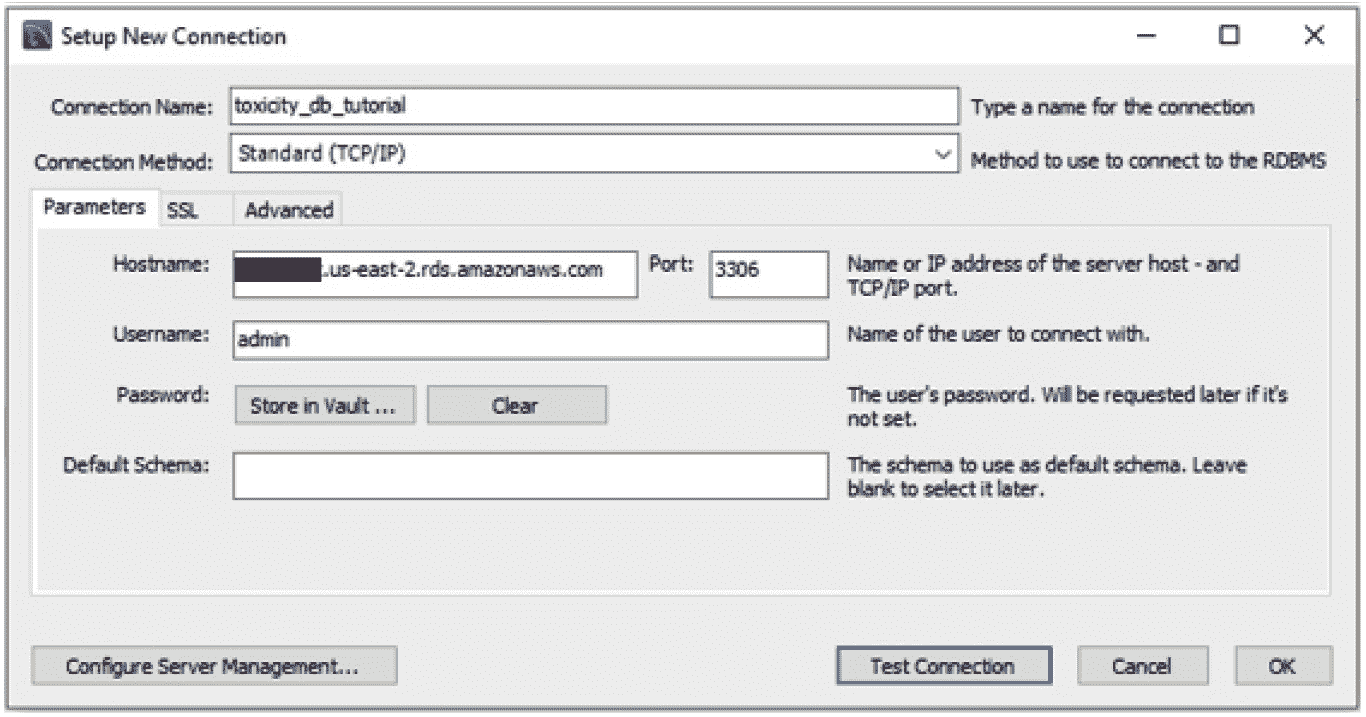 Setup New Connection
Connection Name: toxicity_db_tutorial Type a name for the connection
Connection Method: Standard (TCP/IP) Method to use to connect to the RDBMS
Parameters SSL Advanced
Hostname: .us-east-2.rds.amazonaws.com Port: 3306 Name or IP address of the server host - and
TCP/IP port.
Username: admin Name of the user to connect with.
Password: Store in Vault ... Clear The user's password. Will be requested later if it's
not set.
Default Schema: The schema to use as default schema. Leave
blank to select it later.
Configure Server Management... Test Connection Cancel OK